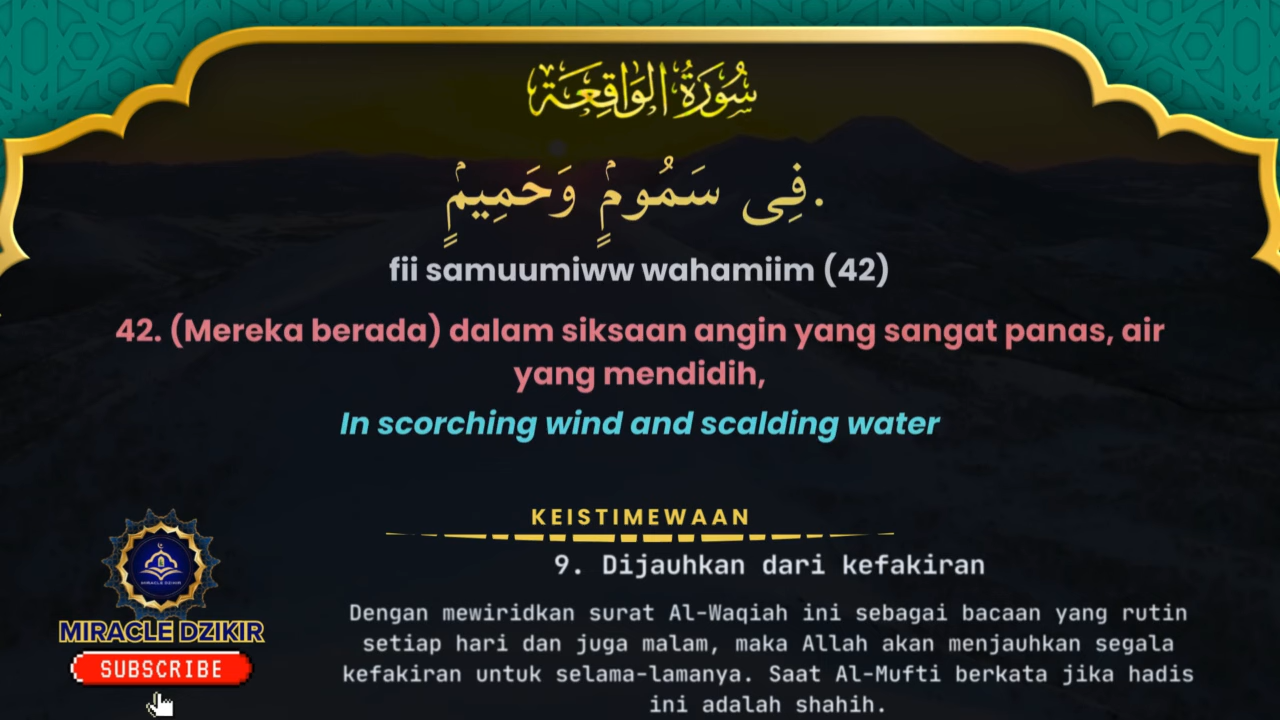 سُورَةُ الوَاقِعَة
فِى سَمُومٍۢ وَحَمِيمٍۢ.
fii samuumiww wahamiim (42)
42. (Mereka berada) dalam siksaan angin yang sangat panas, air
yang mendidih,
In scorching wind and scalding water
KEISTIMEWAAN
9. Dijauhkan dari kefakiran
Dengan mewiridkan surat Al-Waqiah ini sebagai bacaan yang rutin
setiap hari dan juga malam, maka Allah akan menjauhkan segala
kefakiran untuk selama-lamanya. Saat Al-Mufti berkata jika hadis
ini adalah shahih.
MIRACLE DZIKIR
MIRACLE DZIKIR
SUBSCRIBE